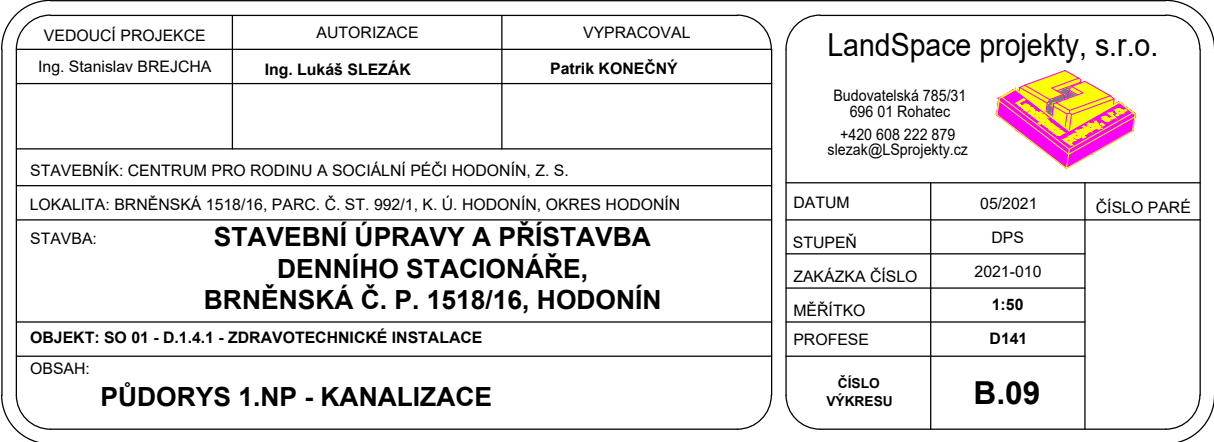 VEDOUCÍ PROJEKCE AUTORIZACE VYPRACOVAL
Ing. Stanislav BREJCHA Ing. Lukáš SLEZÁK Patrik KONEČNÝ
STAVEBNÍK: CENTRUM PRO RODINU A SOCIÁLNÍ PÉČI HODONÍN, Z. S.
LOKALITA: BRNĚNSKÁ 1518/16, PARC. Č. ST. 992/1, K. Ú. HODONÍN, OKRES HODONÍN
STAVBA: STAVEBNÍ ÚPRAVY A PŘÍSTAVBA
DENNÍHO STACIONÁŘE,
BRNĚNSKÁ Č. P. 1518/16, HODONÍN
OBJEKT: SO 01 - D.1.4.1 - ZDRAVOTECHNICKÉ INSTALACE
OBSAH:
PŮDORYS 1.NP - KANALIZACE
LandSpace projekty, s.r.o.
Budovatelská 785/31
696 01 Rohatec
+420 608 222 879
slezak@LSprojekty.cz
DATUM 05/2021 ČÍSLO PARÉ
STUPEŇ DPS
ZAKÁZKA ČÍSLO 2021-010
MĚŘÍTKO 1:50
PROFESE D141
ČÍSLO
VÝKRESU B.09